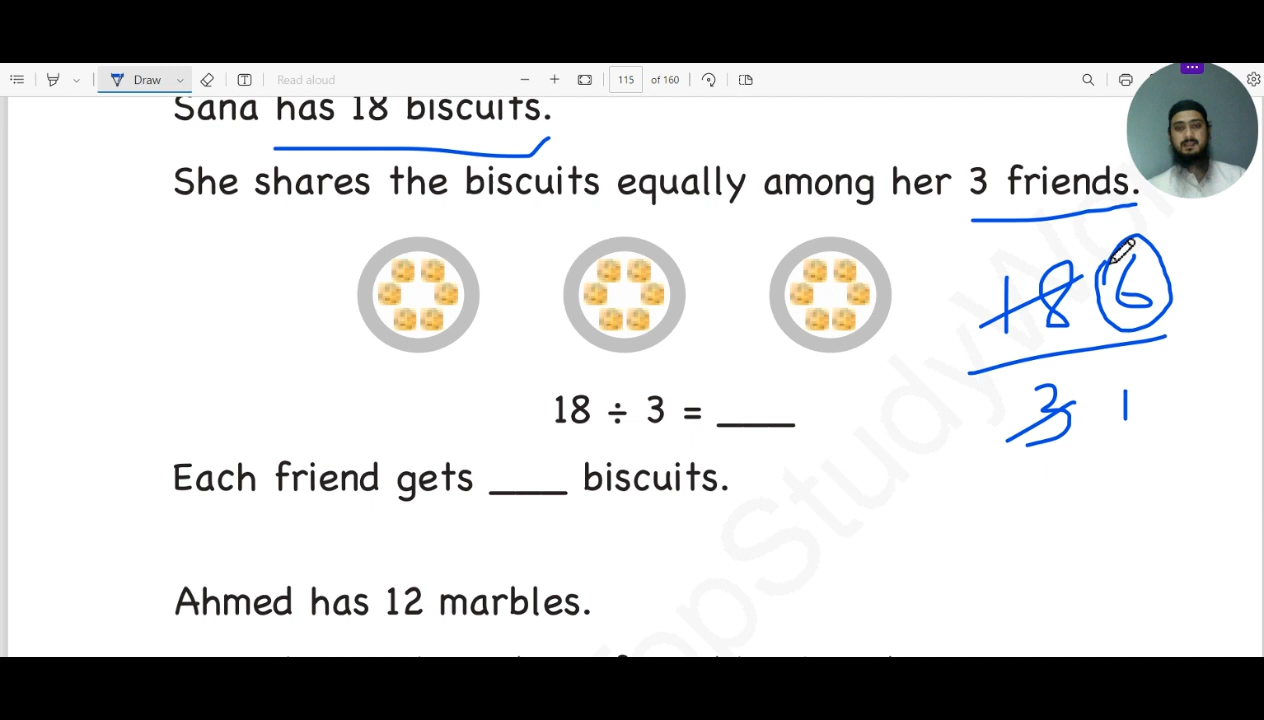 Draw
Read aloud
115 of 160
Sana has 18 biscuits.
She shares the biscuits equally among her 3 friends.
18 6
3 1
18 ÷ 3 = ____
Each friend gets ____ biscuits.
Ahmed has 12 marbles.
TopStudyWorl